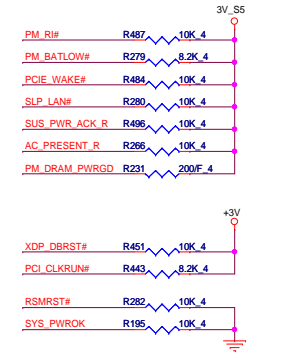 3V_S5
PM_RI# R487 10K_4
PM_BATLOW# R279 8.2K_4
PCIE_WAKE# R484 10K_4
SLP_LAN# R280 10K_4
SUS_PWR_ACK_R R496 10K_4
AC_PRESENT_R R266 10K_4
PM_DRAM_PWRGD R231 200/F_4
+3V
XDP_DBRST# R451 10K_4
PCI_CLKRUN# R443 8.2K_4
RSMRST# R282 10K_4
SYS_PWROK R195 10K_4